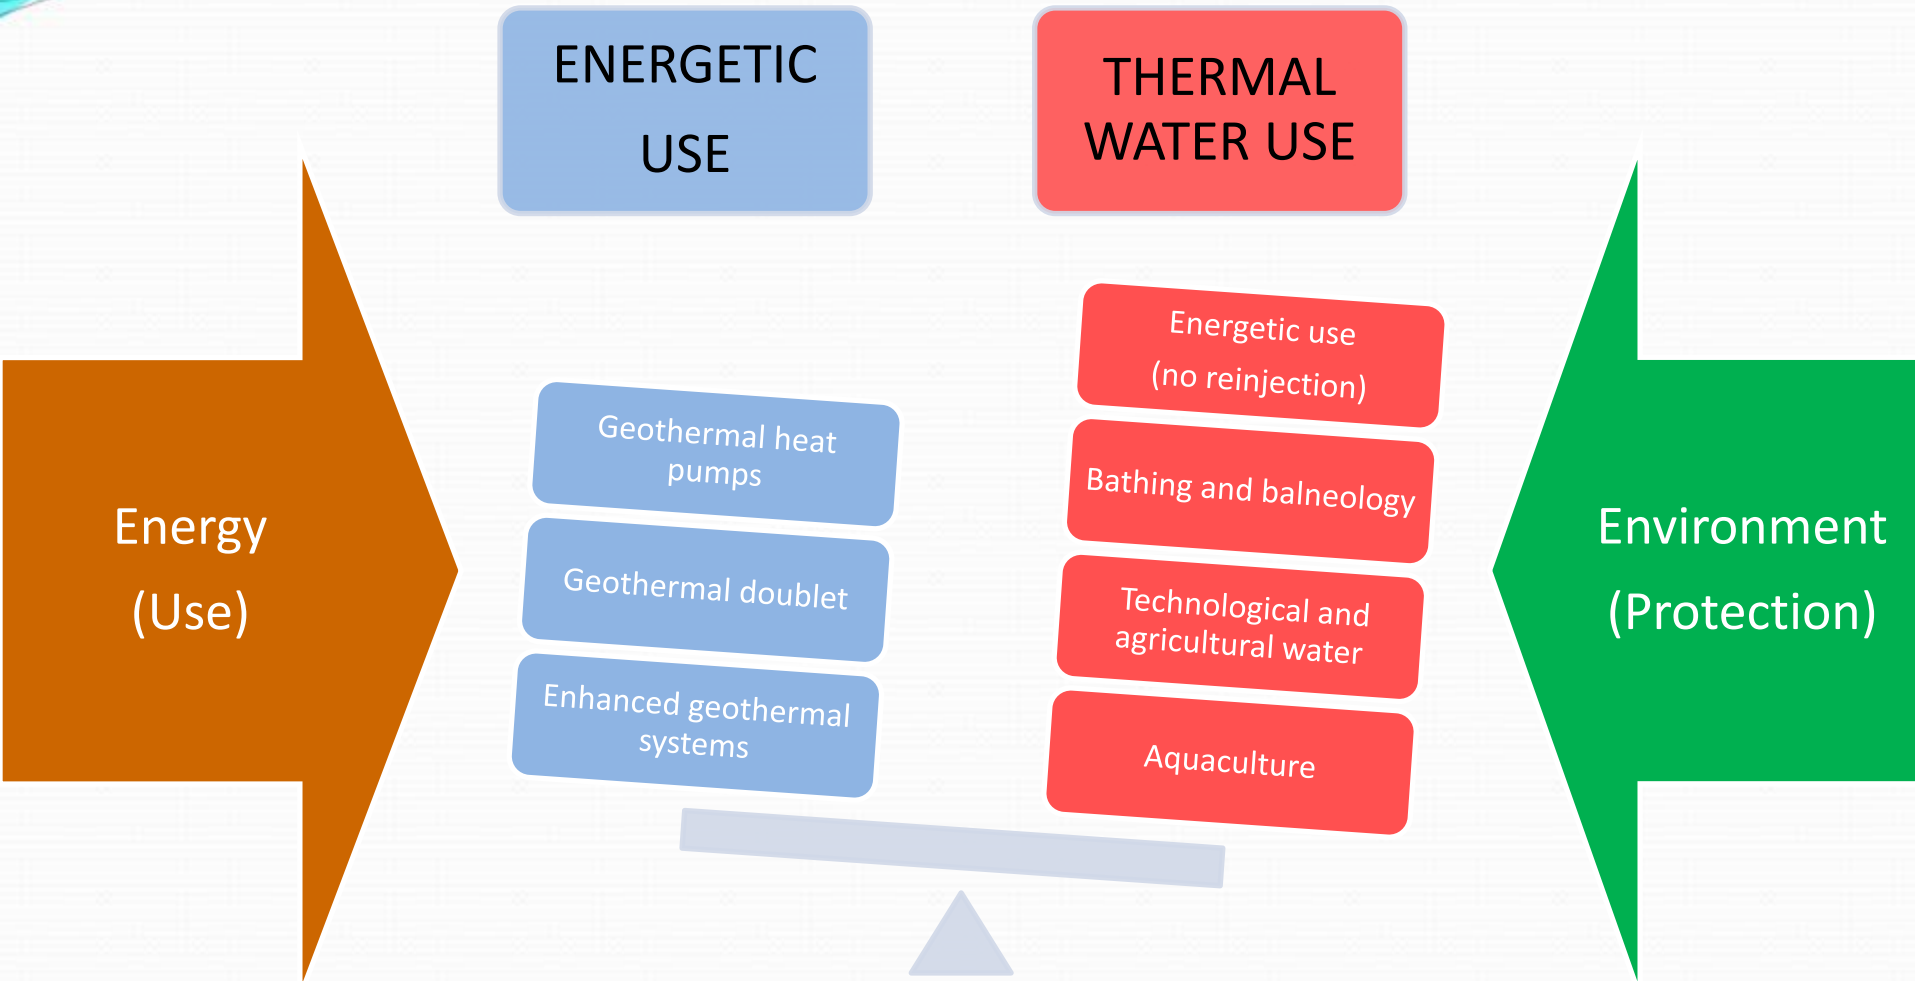 ENERGETIC
USE
THERMAL
WATER USE
Energy
(Use)
Geothermal heat
pumps
Geothermal doublet
Enhanced geothermal
systems
Energetic use
(no reinjection)
Bathing and balneology
Technological and
agricultural water
Aquaculture
Environment
(Protection)